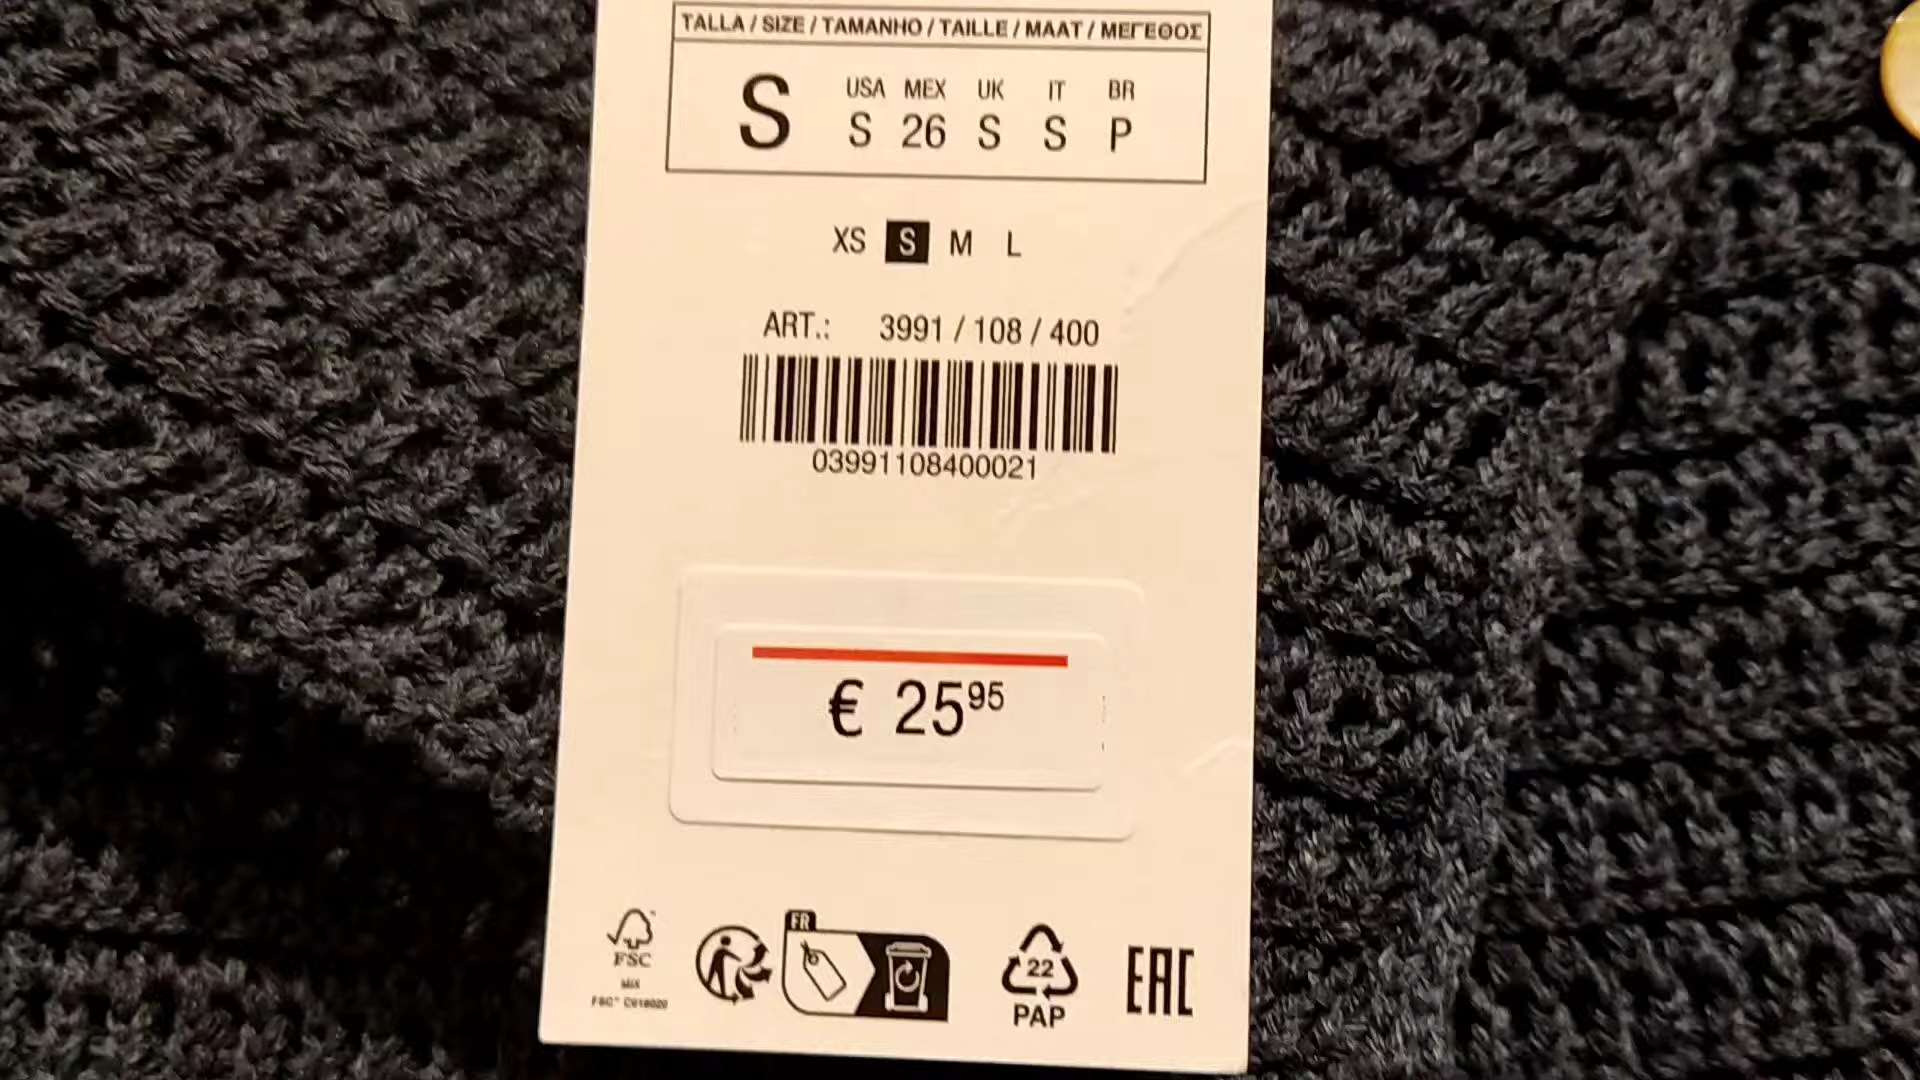 TALLA / SIZE / TAMANHO / TAILLE / MAAT / ΜΕΓΕΘΟΣ
S
USA MEX UK IT BR
S 26 S S P
XS S M L
ART.: 3991 / 108 / 400
03991108400021
€ 2595
FR
FSC
MIX
FSC™ C018020
22
PAP
EAC